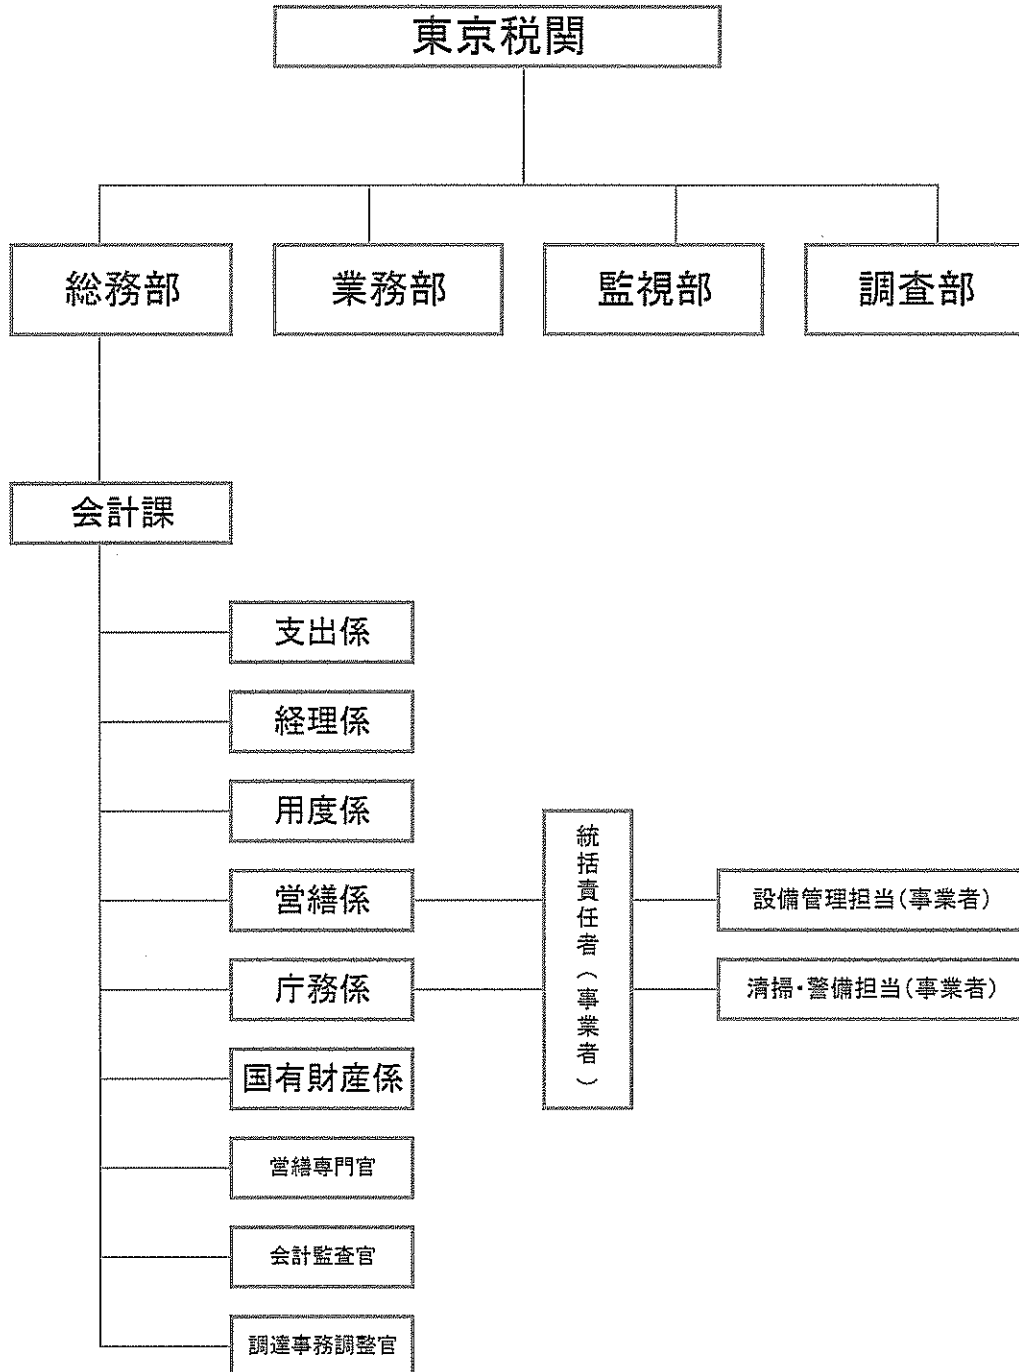 東京税関
総務部
業務部
監視部
調査部
会計課
支出係
経理係
用度係
営繕係
庁務係
国有財産係
営繕専門官
会計監査官
調達事務調整官
統括責任者(事業者)
設備管理担当(事業者)
清掃・警備担当(事業者)